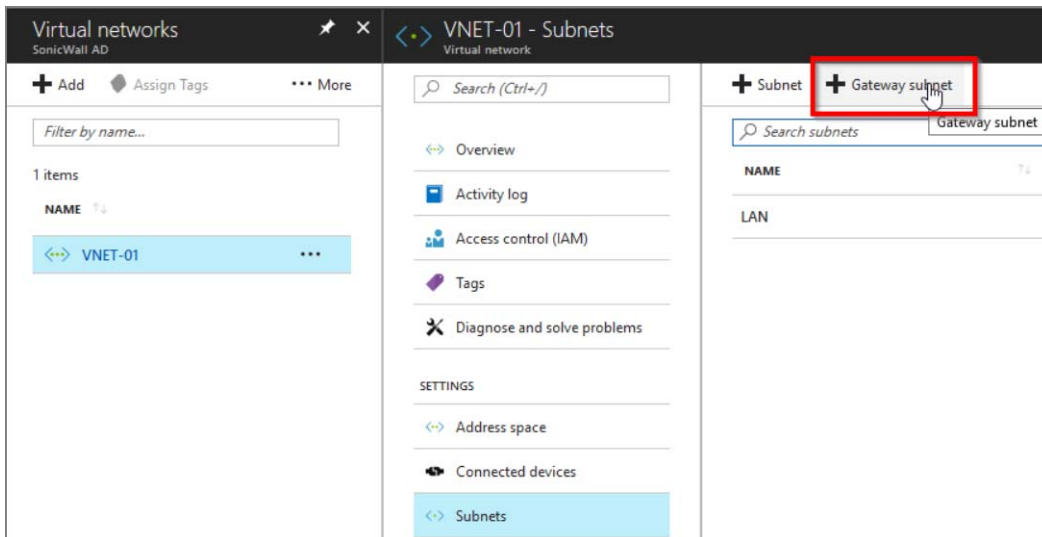 Virtual networks
SonicWall AD
Add
Assign Tags
More
Filter by name...
1 items
NAME
VNET-01
VNET-01 - Subnets
Virtual network
Search (Ctrl+/)
Overview
Activity log
Access control (IAM)
Tags
Diagnose and solve problems
SETTINGS
Address space
Connected devices
Subnets
Subnet
Gateway subnet
Gateway subnet
Search subnets
NAME
LAN